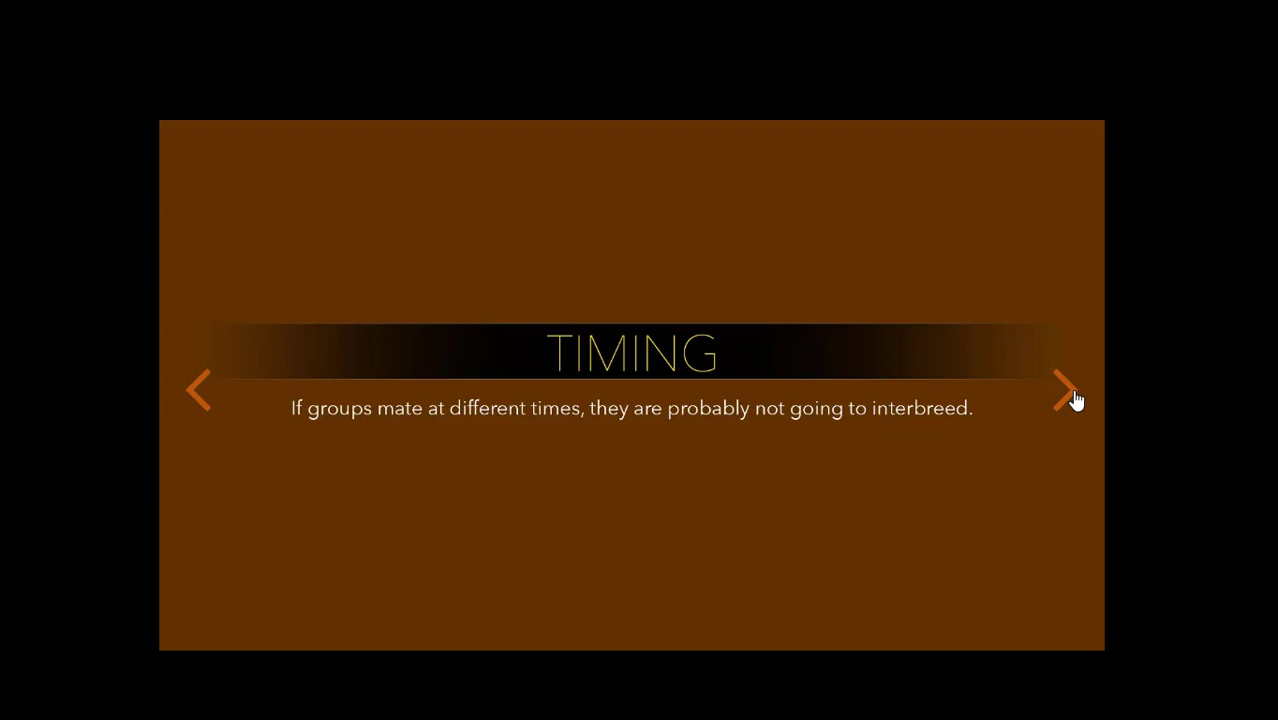 TIMING
If groups mate at different times, they are probably not going to interbreed.